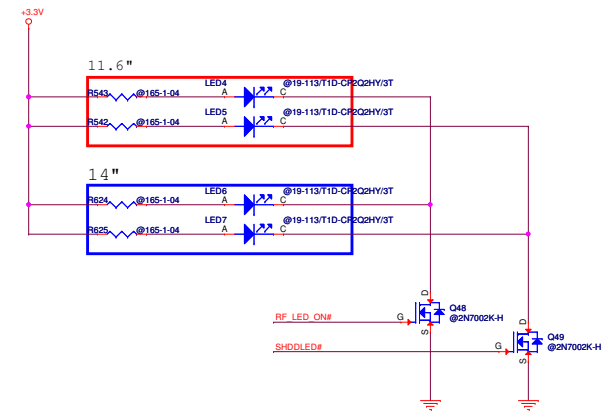 +3.3V
11.6"
R543 @165-1-04 LED4 A C @19-113/T1D-CP2Q2HY/3T
R542 @165-1-04 LED5 A C @19-113/T1D-CP2Q2HY/3T
14"
R624 @165-1-04 LED6 A C @19-113/T1D-CP2Q2HY/3T
R625 @165-1-04 LED7 A C @19-113/T1D-CP2Q2HY/3T
RF_LED_ON# G D S Q48
@2N7002K-H
SHDDLED# G D S Q49
@2N7002K-H